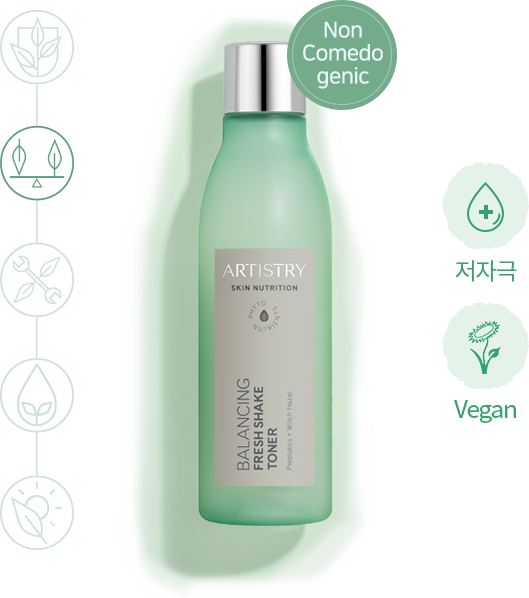 Non
Comedo
genic
ARTISTRY
SKIN NUTRITION
PHYTO
NUTRIENTS
BALANCING
FRESH SHAKE
TONER
Prebiotics + Witch Hazel
저자극
Vegan